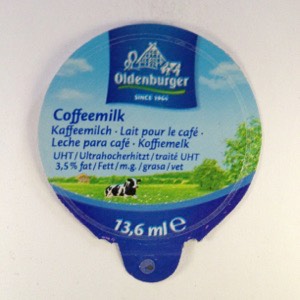 Oldenburger
SINCE 1964
Coffeemilk
Kaffeemilch · Lait pour le café ·
Leche para café · Koffiemelk
UHT / Ultrahocherhitzt / traité UHT
3,5 % fat / Fett / m.g. / grasa / vet
13,6 ml ℮